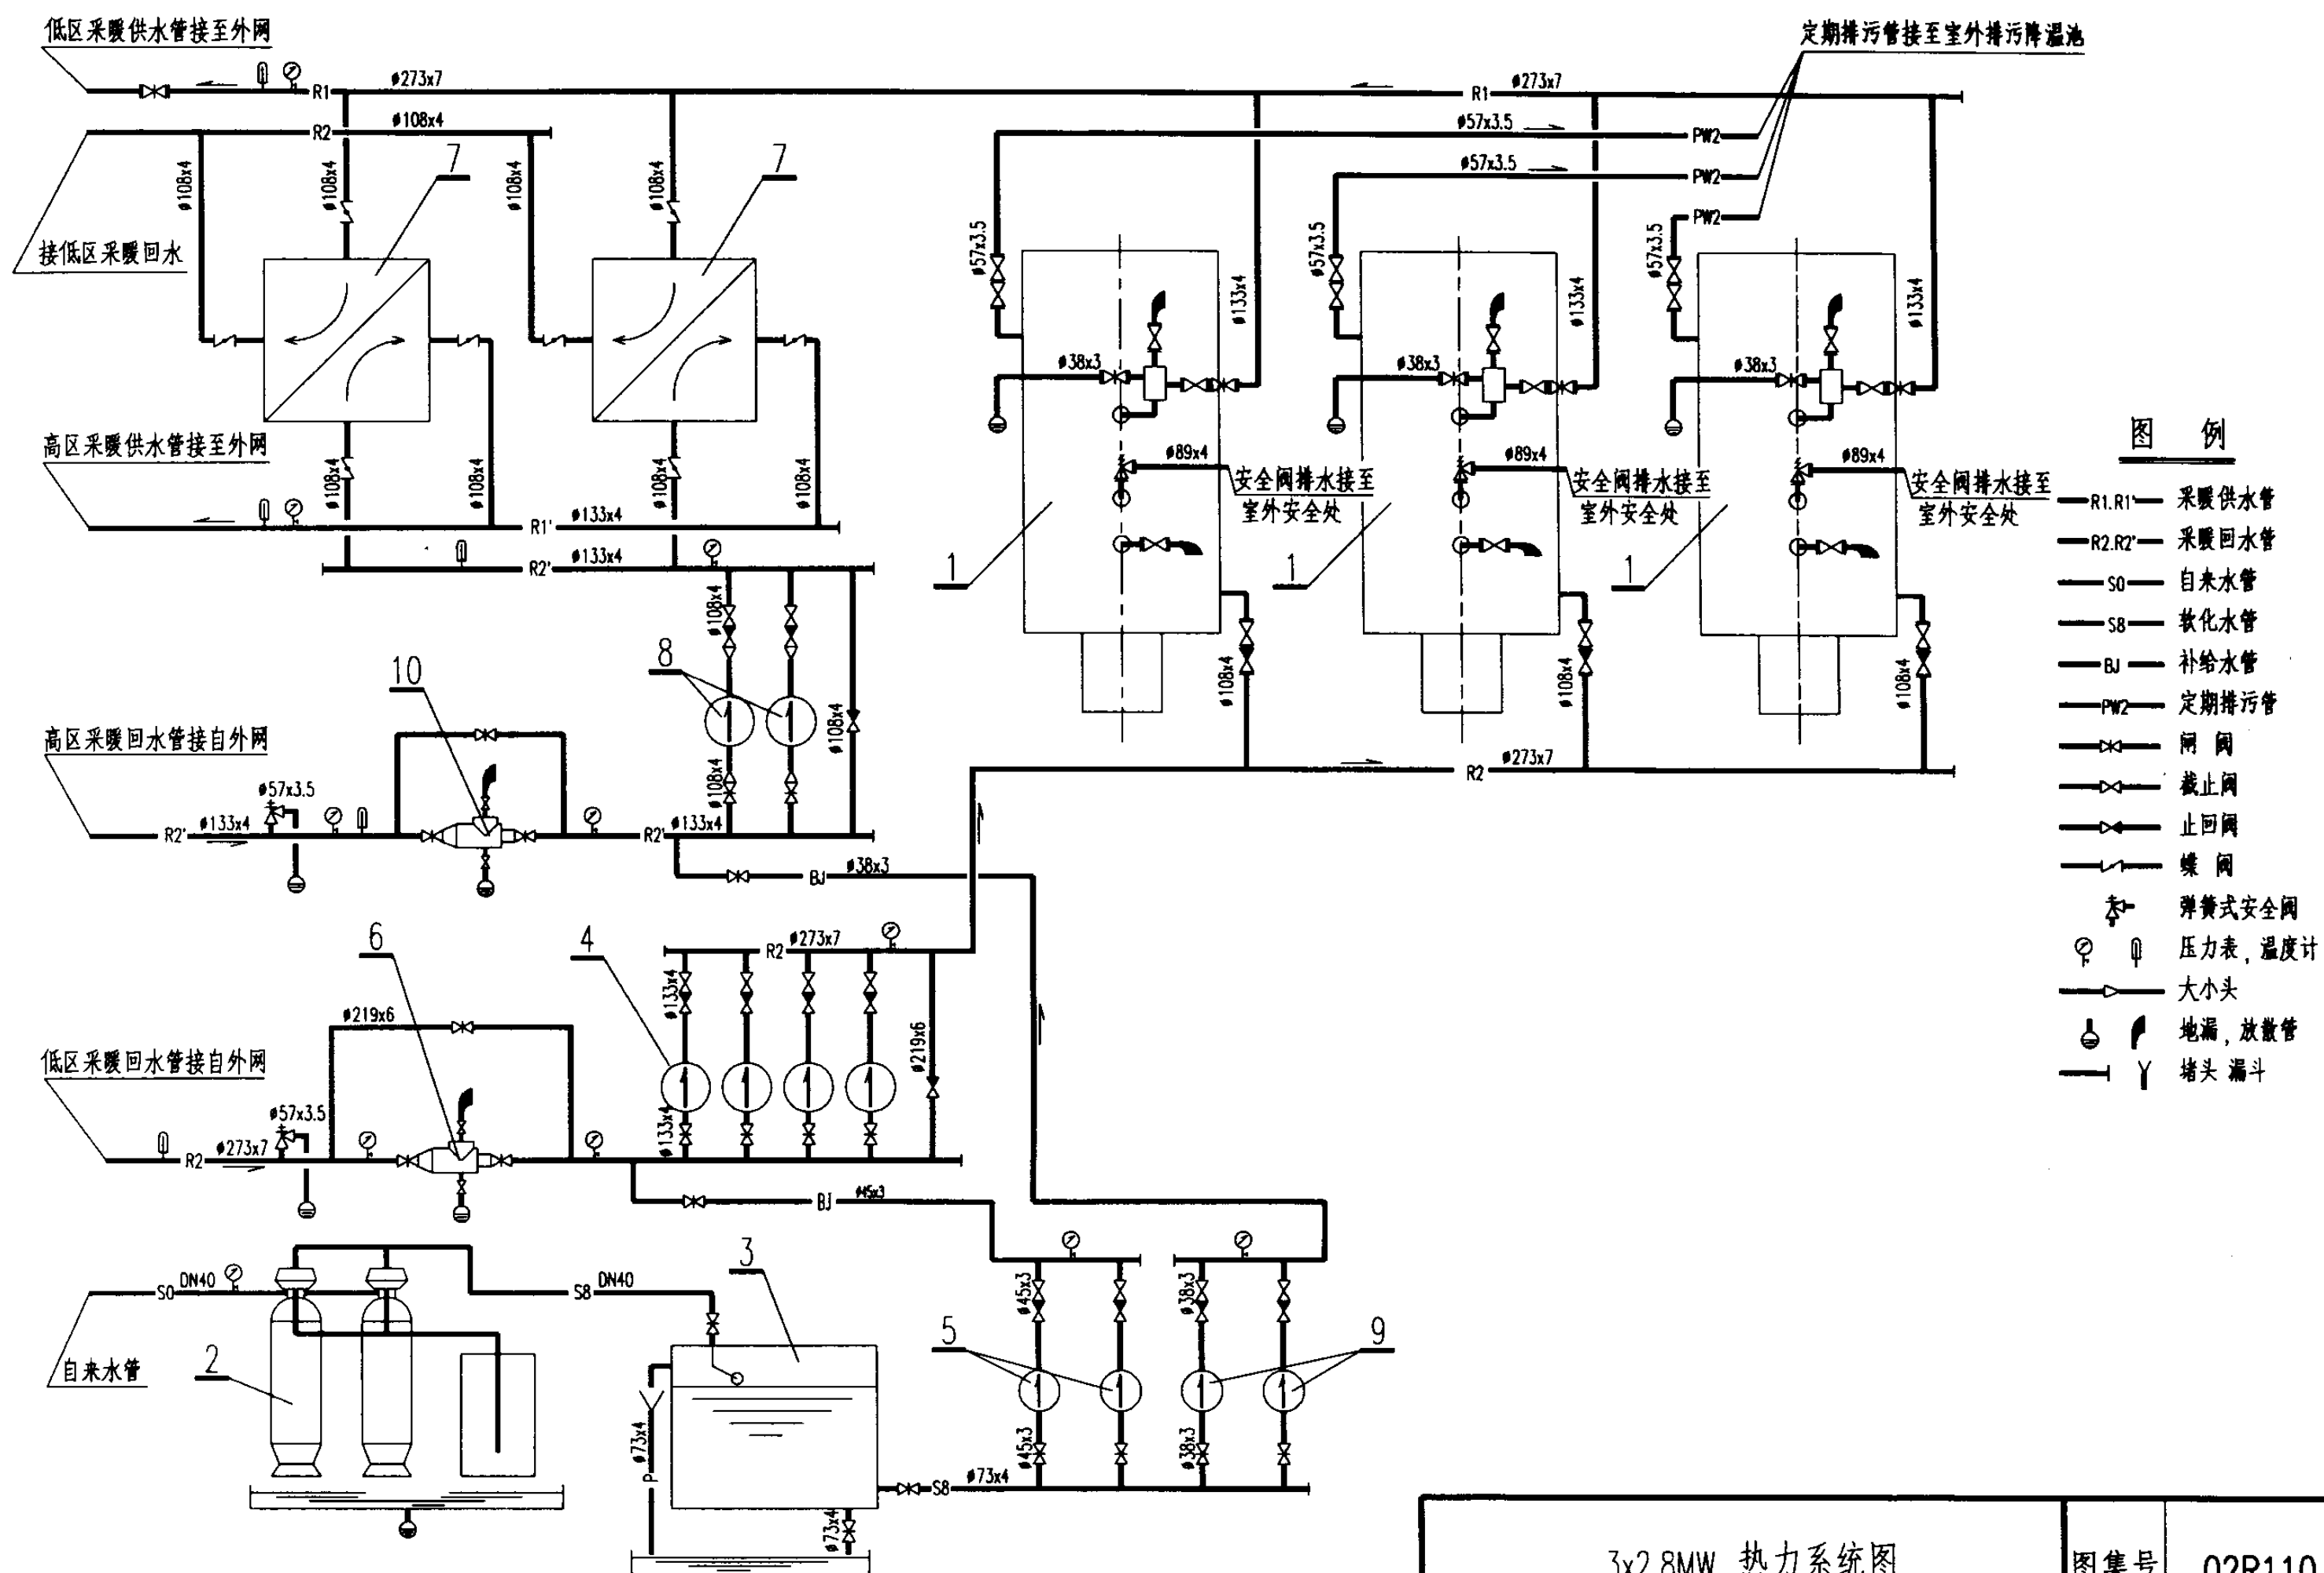 低区采暖供水管接至外网
定期排污管接至室外排污降温池
R1
ø273x7
R1
ø273x7
R2
ø108x4
ø57x3.5
PW2
ø57x3.5
PW2
PW2
ø108x4
ø108x4
ø108x4
ø108x4
7
7
接低区采暖回水
ø57x3.5
ø57x3.5
ø57x3.5
ø133x4
ø133x4
ø133x4
ø38x3
ø38x3
ø38x3
高区采暖供水管接至外网
ø108x4
ø108x4
ø108x4
ø108x4
ø89x4
ø89x4
ø89x4
安全阀排水接至
室外安全处
安全阀排水接至
室外安全处
安全阀排水接至
室外安全处
R1'
ø133x4
R2'
ø133x4
1
1
1
ø108x4
8
10
ø108x4
ø108x4
ø108x4
ø108x4
ø108x4
高区采暖回水管接自外网
R2'
ø133x4
ø57x3.5
R2'
ø133x4
R2
ø273x7
BJ
ø38x3
6
4
R2
ø273x7
ø133x4
ø219x6
ø219x6
ø133x4
低区采暖回水管接自外网
R2
ø273x7
ø57x3.5
BJ
ø45x3
S0
DN40
S8
DN40
3
自来水管
2
5
9
ø45x3
ø38x3
ø45x3
ø38x3
ø73x4
P
S8
ø73x4
ø73x4
图 例
R1.R1' 采暖供水管
R2.R2' 采暖回水管
S0 自来水管
S8 软化水管
BJ 补给水管
PW2 定期排污管
闸 阀
截止阀
止回阀
蝶 阀
弹簧式安全阀
压力表，温度计
大小头
地漏，放散管
堵头 漏斗
3x2.8MW 热力系统图
图集号
02R110